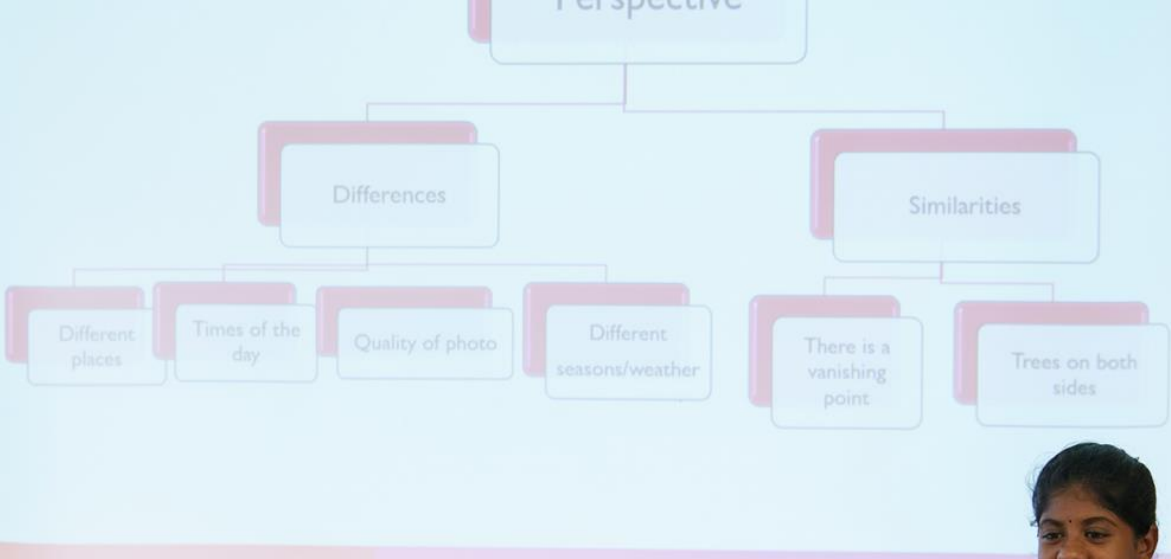 Perspective
Differences
Similarities
Different
places
Times of the
day
Quality of photo
Different
seasons/weather
There is a
vanishing
point
Trees on both
sides